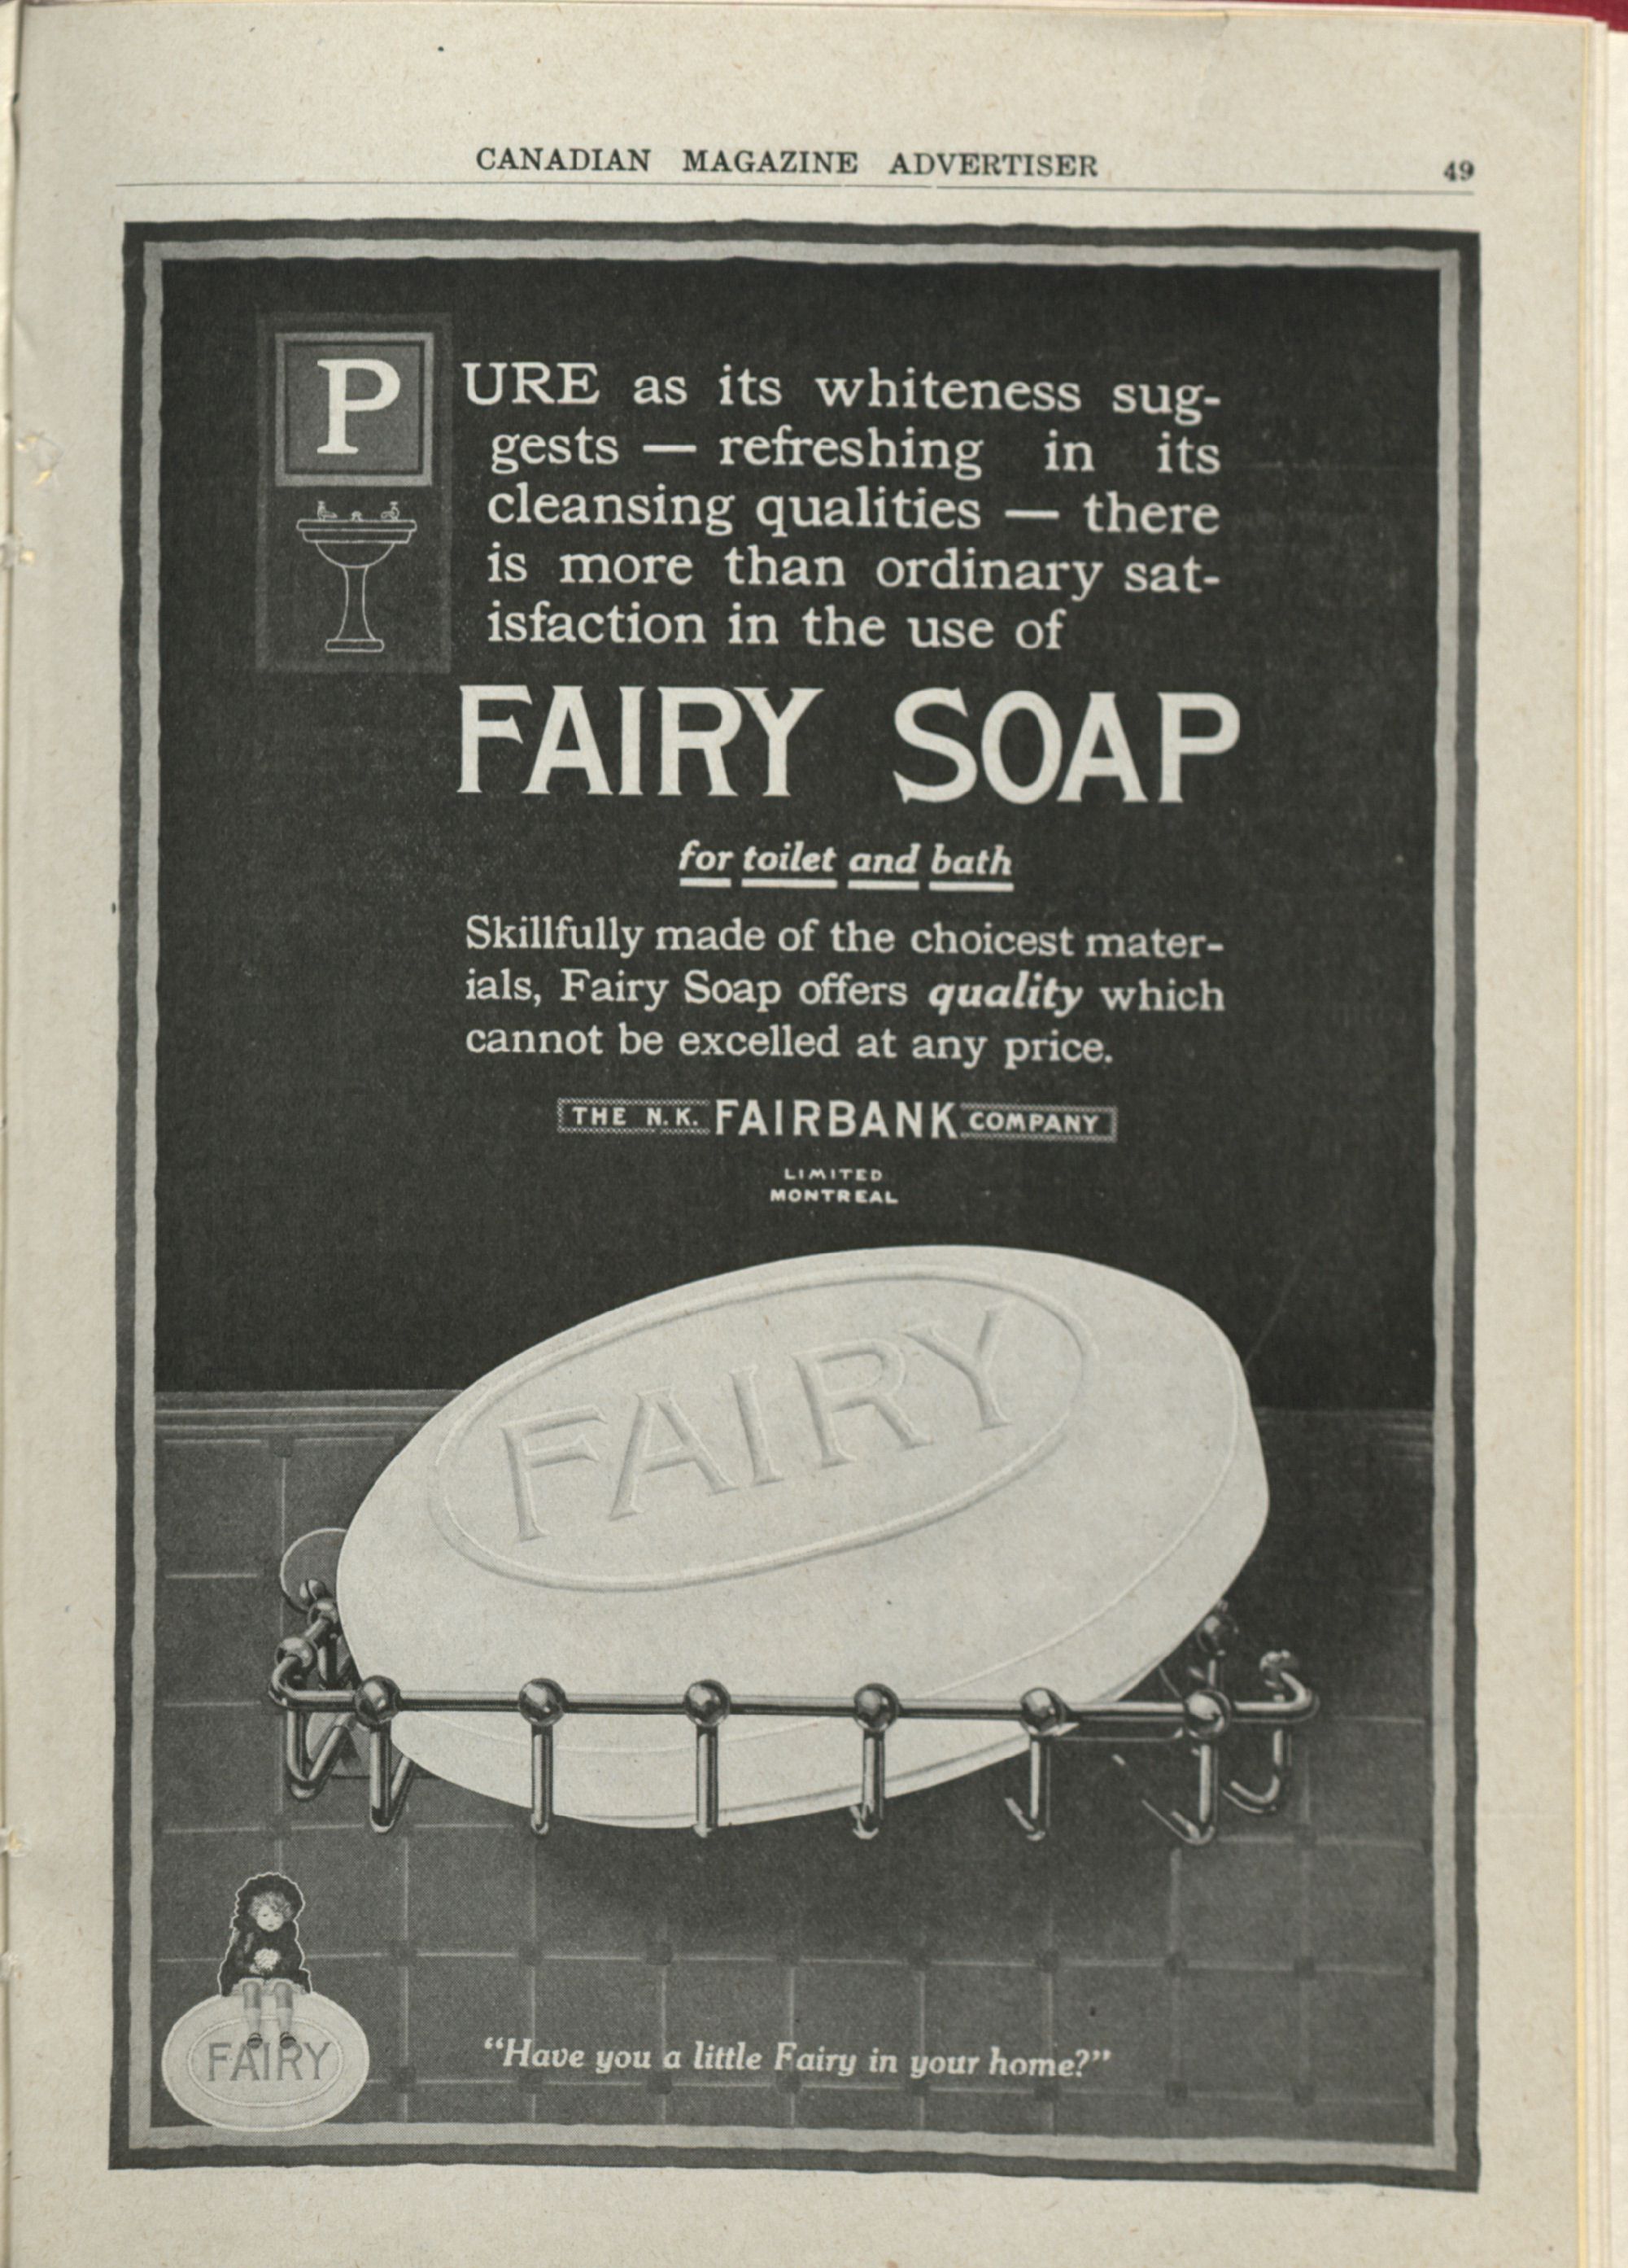 CANADIAN MAGAZINE ADVERTISER 49
PURE as its whiteness sug-
gests — refreshing in its
cleansing qualities — there
is more than ordinary sat-
isfaction in the use of
FAIRY SOAP
for toilet and bath
Skillfully made of the choicest mater-
ials, Fairy Soap offers quality which
cannot be excelled at any price.
THE N.K. FAIRBANK COMPANY
LIMITED
MONTREAL
FAIRY
FAIRY
“Have you a little Fairy in your home?”